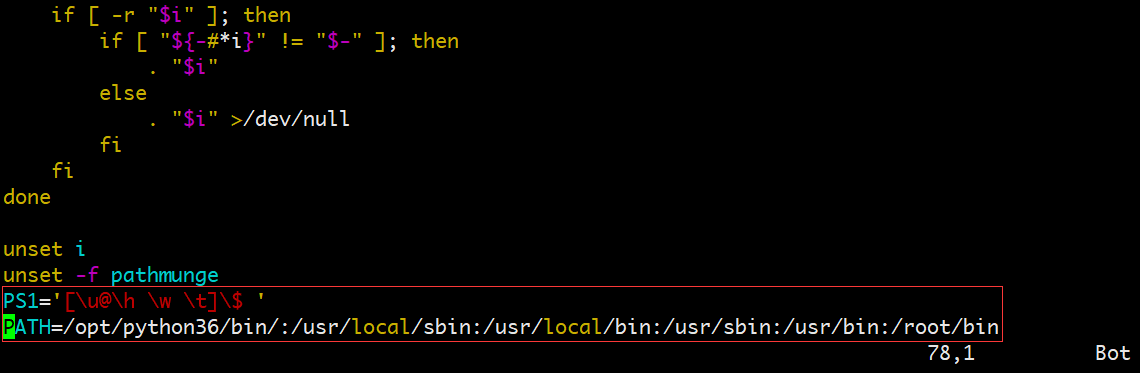 if [ -r "$i" ]; then
        if [ "${-#*i}" != "$-" ]; then
            . "$i"
        else
            . "$i" >/dev/null
        fi
    fi
done

unset i
unset -f pathmunge
PS1='[\u@\h \w \t]\$ '
PATH=/opt/python36/bin/:/usr/local/sbin:/usr/local/bin:/usr/sbin:/usr/bin:/root/bin
78,1 Bot